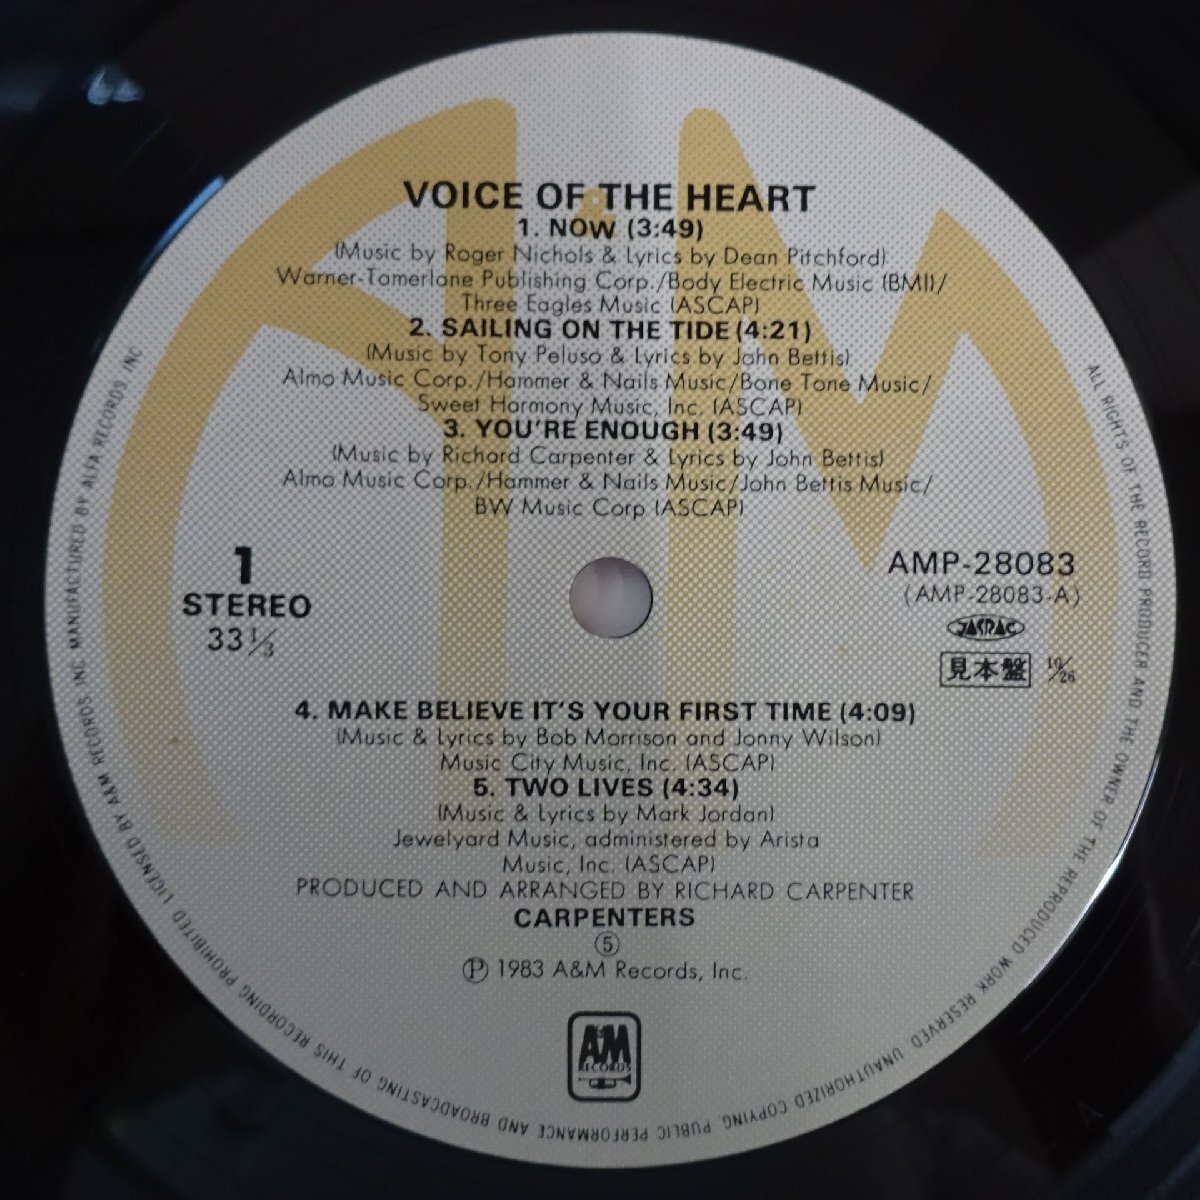 VOICE OF THE HEART
1. NOW (3:49)
(Music by Roger Nichols & Lyrics by Dean Pitchford)
Warner-Tamerlane Publishing Corp./Body Electric Music (BMI)/
Three Eagles Music (ASCAP)
2. SAILING ON THE TIDE (4:21)
(Music by Tony Peluso & Lyrics by John Bettis)
Almo Music Corp./Hammer & Nails Music/Bone Tone Music/
Sweet Harmony Music, Inc. (ASCAP)
3. YOU'RE ENOUGH (3:49)
(Music by Richard Carpenter & Lyrics by John Bettis)
Almo Music Corp./Hammer & Nails Music/John Bettis Music/
BW Music Corp (ASCAP)
1
STEREO
33 1/3
AMP-28083
(AMP-28083-A)
JASRAC
見本盤 10/26
4. MAKE BELIEVE IT'S YOUR FIRST TIME (4:09)
(Music & Lyrics by Bob Morrison and Jonny Wilson)
Music City Music, Inc. (ASCAP)
5. TWO LIVES (4:34)
(Music & Lyrics by Mark Jordan)
Jewelyard Music, administered by Arista
Music, Inc. (ASCAP)
PRODUCED AND ARRANGED BY RICHARD CARPENTER
CARPENTERS
⑤
Ⓟ 1983 A&M Records, Inc.
A&M
RECORDS
ALL RIGHTS OF THE RECORD PRODUCER AND THE OWNER OF THE REPRODUCED WORK RESERVED UNAUTHORIZED COPYING PUBLIC PERFORMANCE AND BROADCASTING OF THIS RECORDING PROHIBITED LICENSED BY A&M RECORDS INC MANUFACTURED BY ALFA RECORDS INC